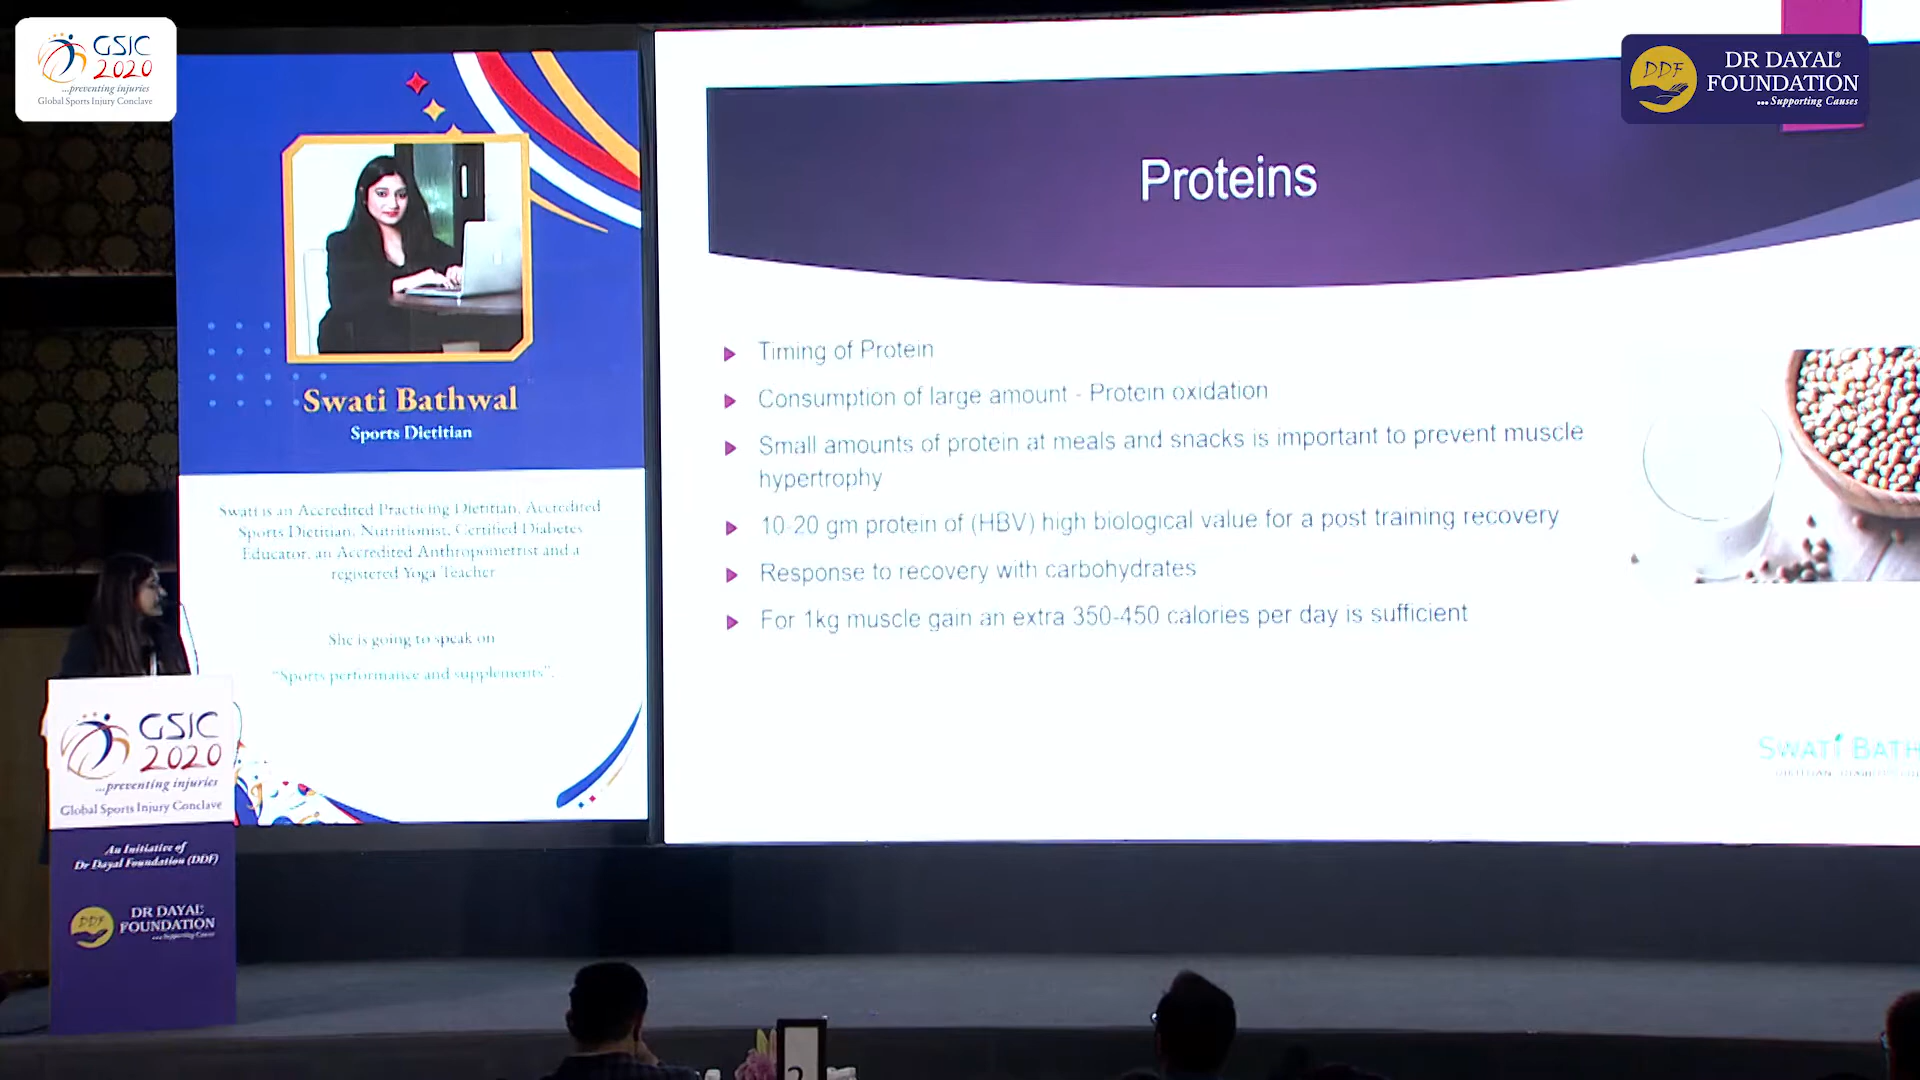 GSIC
2020
...preventing injuries
Global Sports Injury Conclave
DDF
DR DAYAL
FOUNDATION
...Supporting Causes
Swati Bathwal
Sports Dietitian
Swati is an Accredited Practicing Dietitian, Accredited
Sports Dietitian, Nutritionist, Certified Diabetes
Educator, an Accredited Anthropometrist and a
registered Yoga Teacher
She is going to speak on
"Sports performance and supplements".
Proteins
Timing of Protein
Consumption of large amount - Protein oxidation
Small amounts of protein at meals and snacks is important to prevent muscle
hypertrophy
10-20 gm protein of (HBV) high biological value for a post training recovery
Response to recovery with carbohydrates
For 1kg muscle gain an extra 350-450 calories per day is sufficient
SWATI BATH
GSIC
2020
...preventing injuries
Global Sports Injury Conclave
An Initiative of
Dr Dayal Foundation (DDF)
DDF
DR DAYAL
FOUNDATION
...Supporting Causes
2